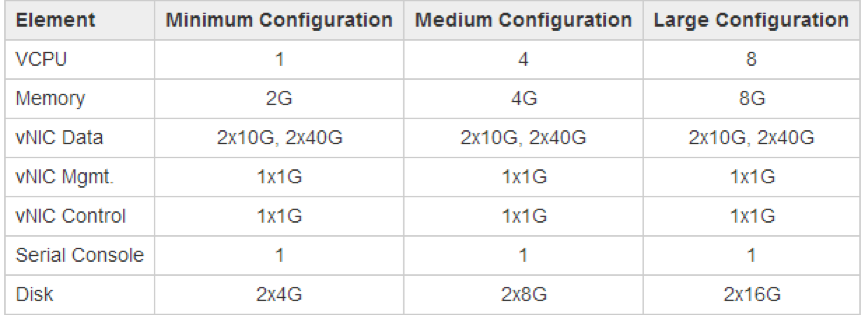 Element Minimum Configuration Medium Configuration Large Configuration
VCPU 1 4 8
Memory 2G 4G 8G
vNIC Data 2x10G, 2x40G 2x10G, 2x40G 2x10G, 2x40G
vNIC Mgmt. 1x1G 1x1G 1x1G
vNIC Control 1x1G 1x1G 1x1G
Serial Console 1 1 1
Disk 2x4G 2x8G 2x16G